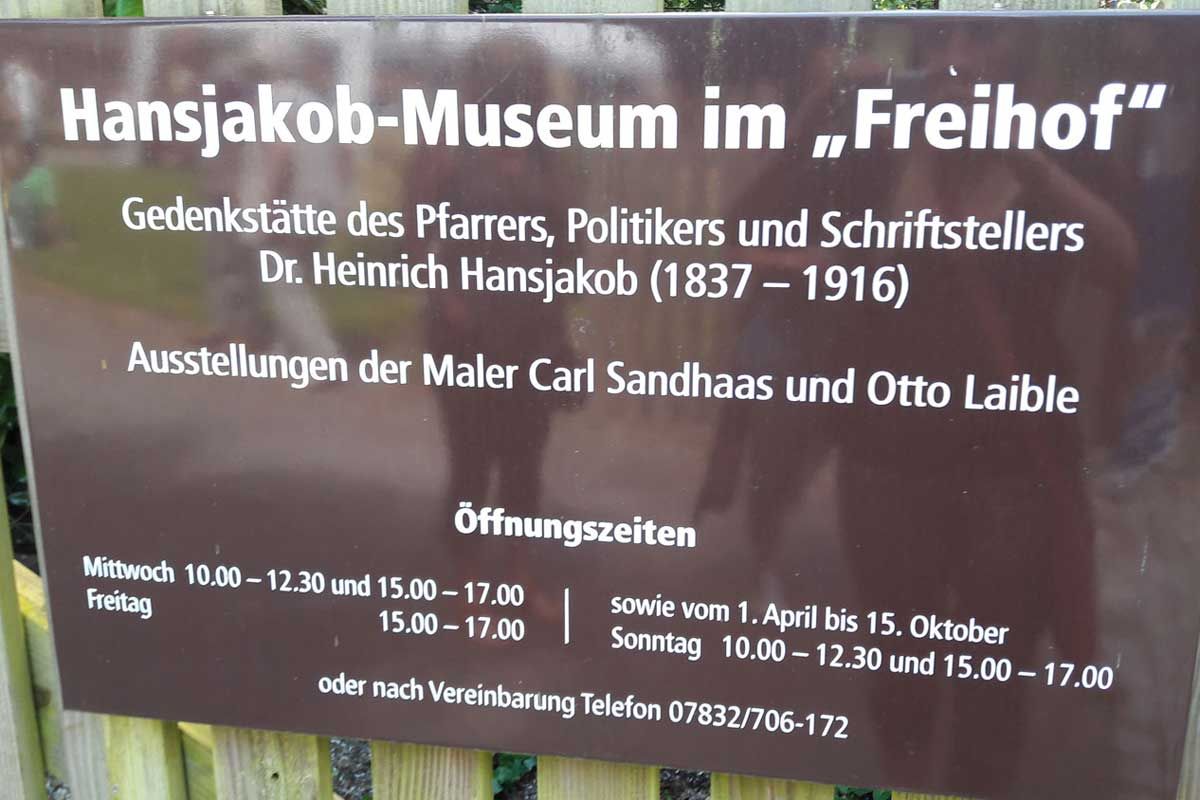 Hansjakob-Museum im „Freihof“
Gedenkstätte des Pfarrers, Politikers und Schriftstellers
Dr. Heinrich Hansjakob (1837 – 1916)
Ausstellungen der Maler Carl Sandhaas und Otto Laible
Öffnungszeiten
Mittwoch 10.00 – 12.30 und 15.00 – 17.00
Freitag 15.00 – 17.00
sowie vom 1. April bis 15. Oktober
Sonntag 10.00 – 12.30 und 15.00 – 17.00
oder nach Vereinbarung Telefon 07832/706-172